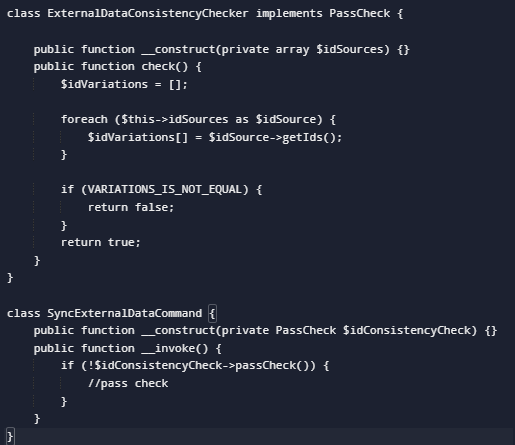 class ExternalDataConsistencyChecker implements PassCheck {
    public function __construct(private array $idSources) {}
    public function check() {
        $idVariations = [];
        foreach ($this->idSources as $idSource) {
            $idVariations[] = $idSource->getIds();
        }
        if (VARIATIONS_IS_NOT_EQUAL) {
            return false;
        }
        return true;
    }
}
class SyncExternalDataCommand {
    public function __construct(private PassCheck $idConsistencyCheck) {}
    public function __invoke() {
        if (!$idConsistencyCheck->passCheck()) {
            //pass check
        }
    }
}